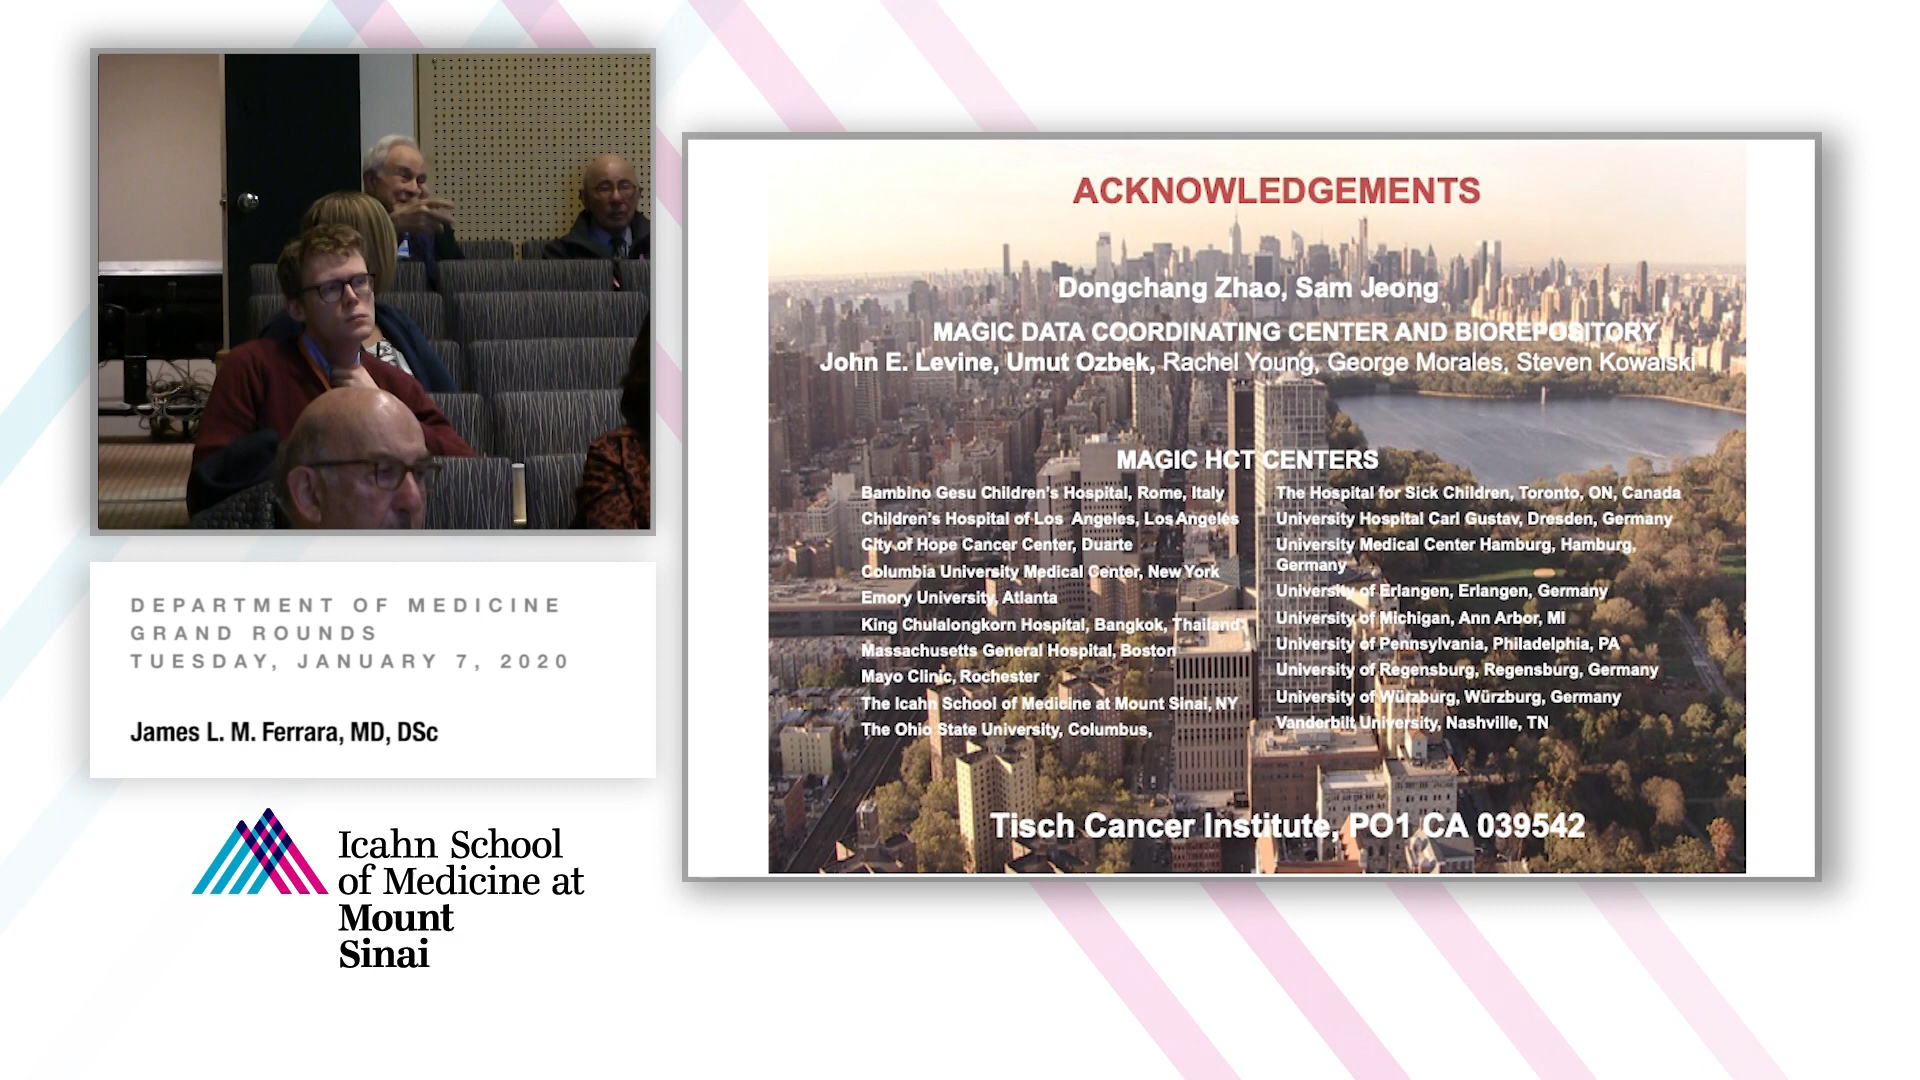 DEPARTMENT OF MEDICINE
GRAND ROUNDS
TUESDAY, JANUARY 7, 2020
James L. M. Ferrara, MD, DSc
Icahn School
of Medicine at
Mount
Sinai
ACKNOWLEDGEMENTS
Dongchang Zhao, Sam Jeong
MAGIC DATA COORDINATING CENTER AND BIOREPOSITORY
John E. Levine, Umut Ozbek, Rachel Young, George Morales, Steven Kowalski
MAGIC HCT CENTERS
Bambino Gesu Children's Hospital, Rome, Italy
Children's Hospital of Los Angeles, Los Angeles
City of Hope Cancer Center, Duarte
Columbia University Medical Center, New York
Emory University, Atlanta
King Chulalongkorn Hospital, Bangkok, Thailand
Massachusetts General Hospital, Boston
Mayo Clinic, Rochester
The Icahn School of Medicine at Mount Sinai, NY
The Ohio State University, Columbus,
The Hospital for Sick Children, Toronto, ON, Canada
University Hospital Carl Gustav, Dresden, Germany
University Medical Center Hamburg, Hamburg,
Germany
University of Erlangen, Erlangen, Germany
University of Michigan, Ann Arbor, MI
University of Pennsylvania, Philadelphia, PA
University of Regensburg, Regensburg, Germany
University of Würzburg, Würzburg, Germany
Vanderbilt University, Nashville, TN
Tisch Cancer Institute, PO1 CA 039542